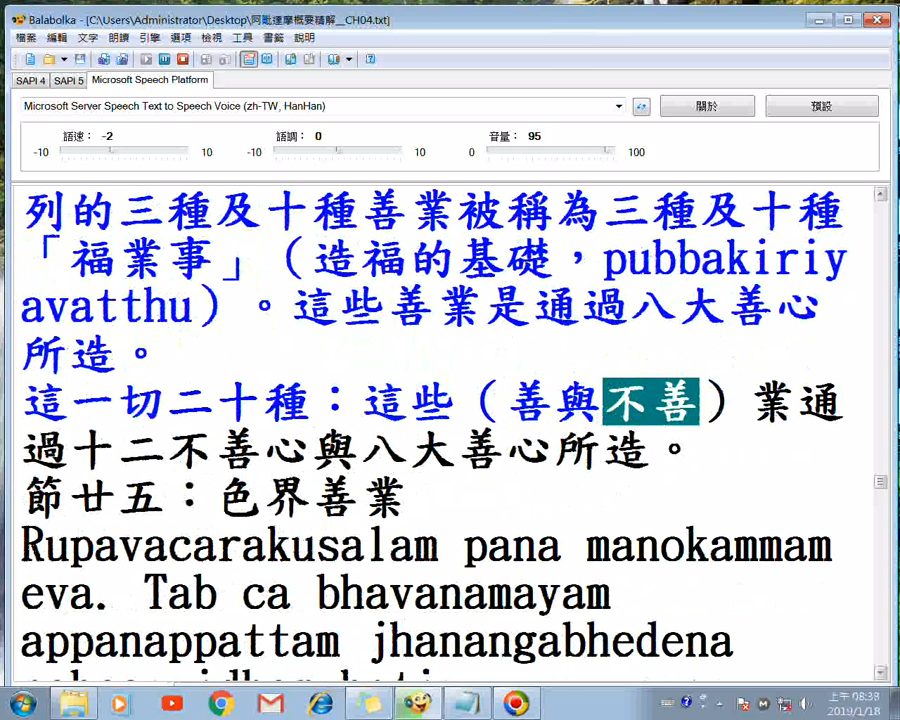 Balabolka - [C:\Users\Administrator\Desktop\阿毗達摩概要精解__CH04.txt]
檔案 編輯 文字 朗讀 引擎 選項 檢視 工具 書籤 說明
SAPI 4 SAPI 5 Microsoft Speech Platform
Microsoft Server Speech Text to Speech Voice (zh-TW, HanHan) 關於 預設
語速： -2 語調： 0 音量： 95
-10 10 -10 10 0 100
列的三種及十種善業被稱為三種及十種
「福業事」（造福的基礎，pubbakiriy
avatthu）。這些善業是通過八大善心
所造。
這一切二十種：這些（善與不善）業通
過十二不善心與八大善心所造。
節廿五：色界善業
Rupavacarakusalam pana manokammam
eva. Tab ca bhavanamayam
appanappattam jhanangabhedena
上午 08:38
2019/1/18